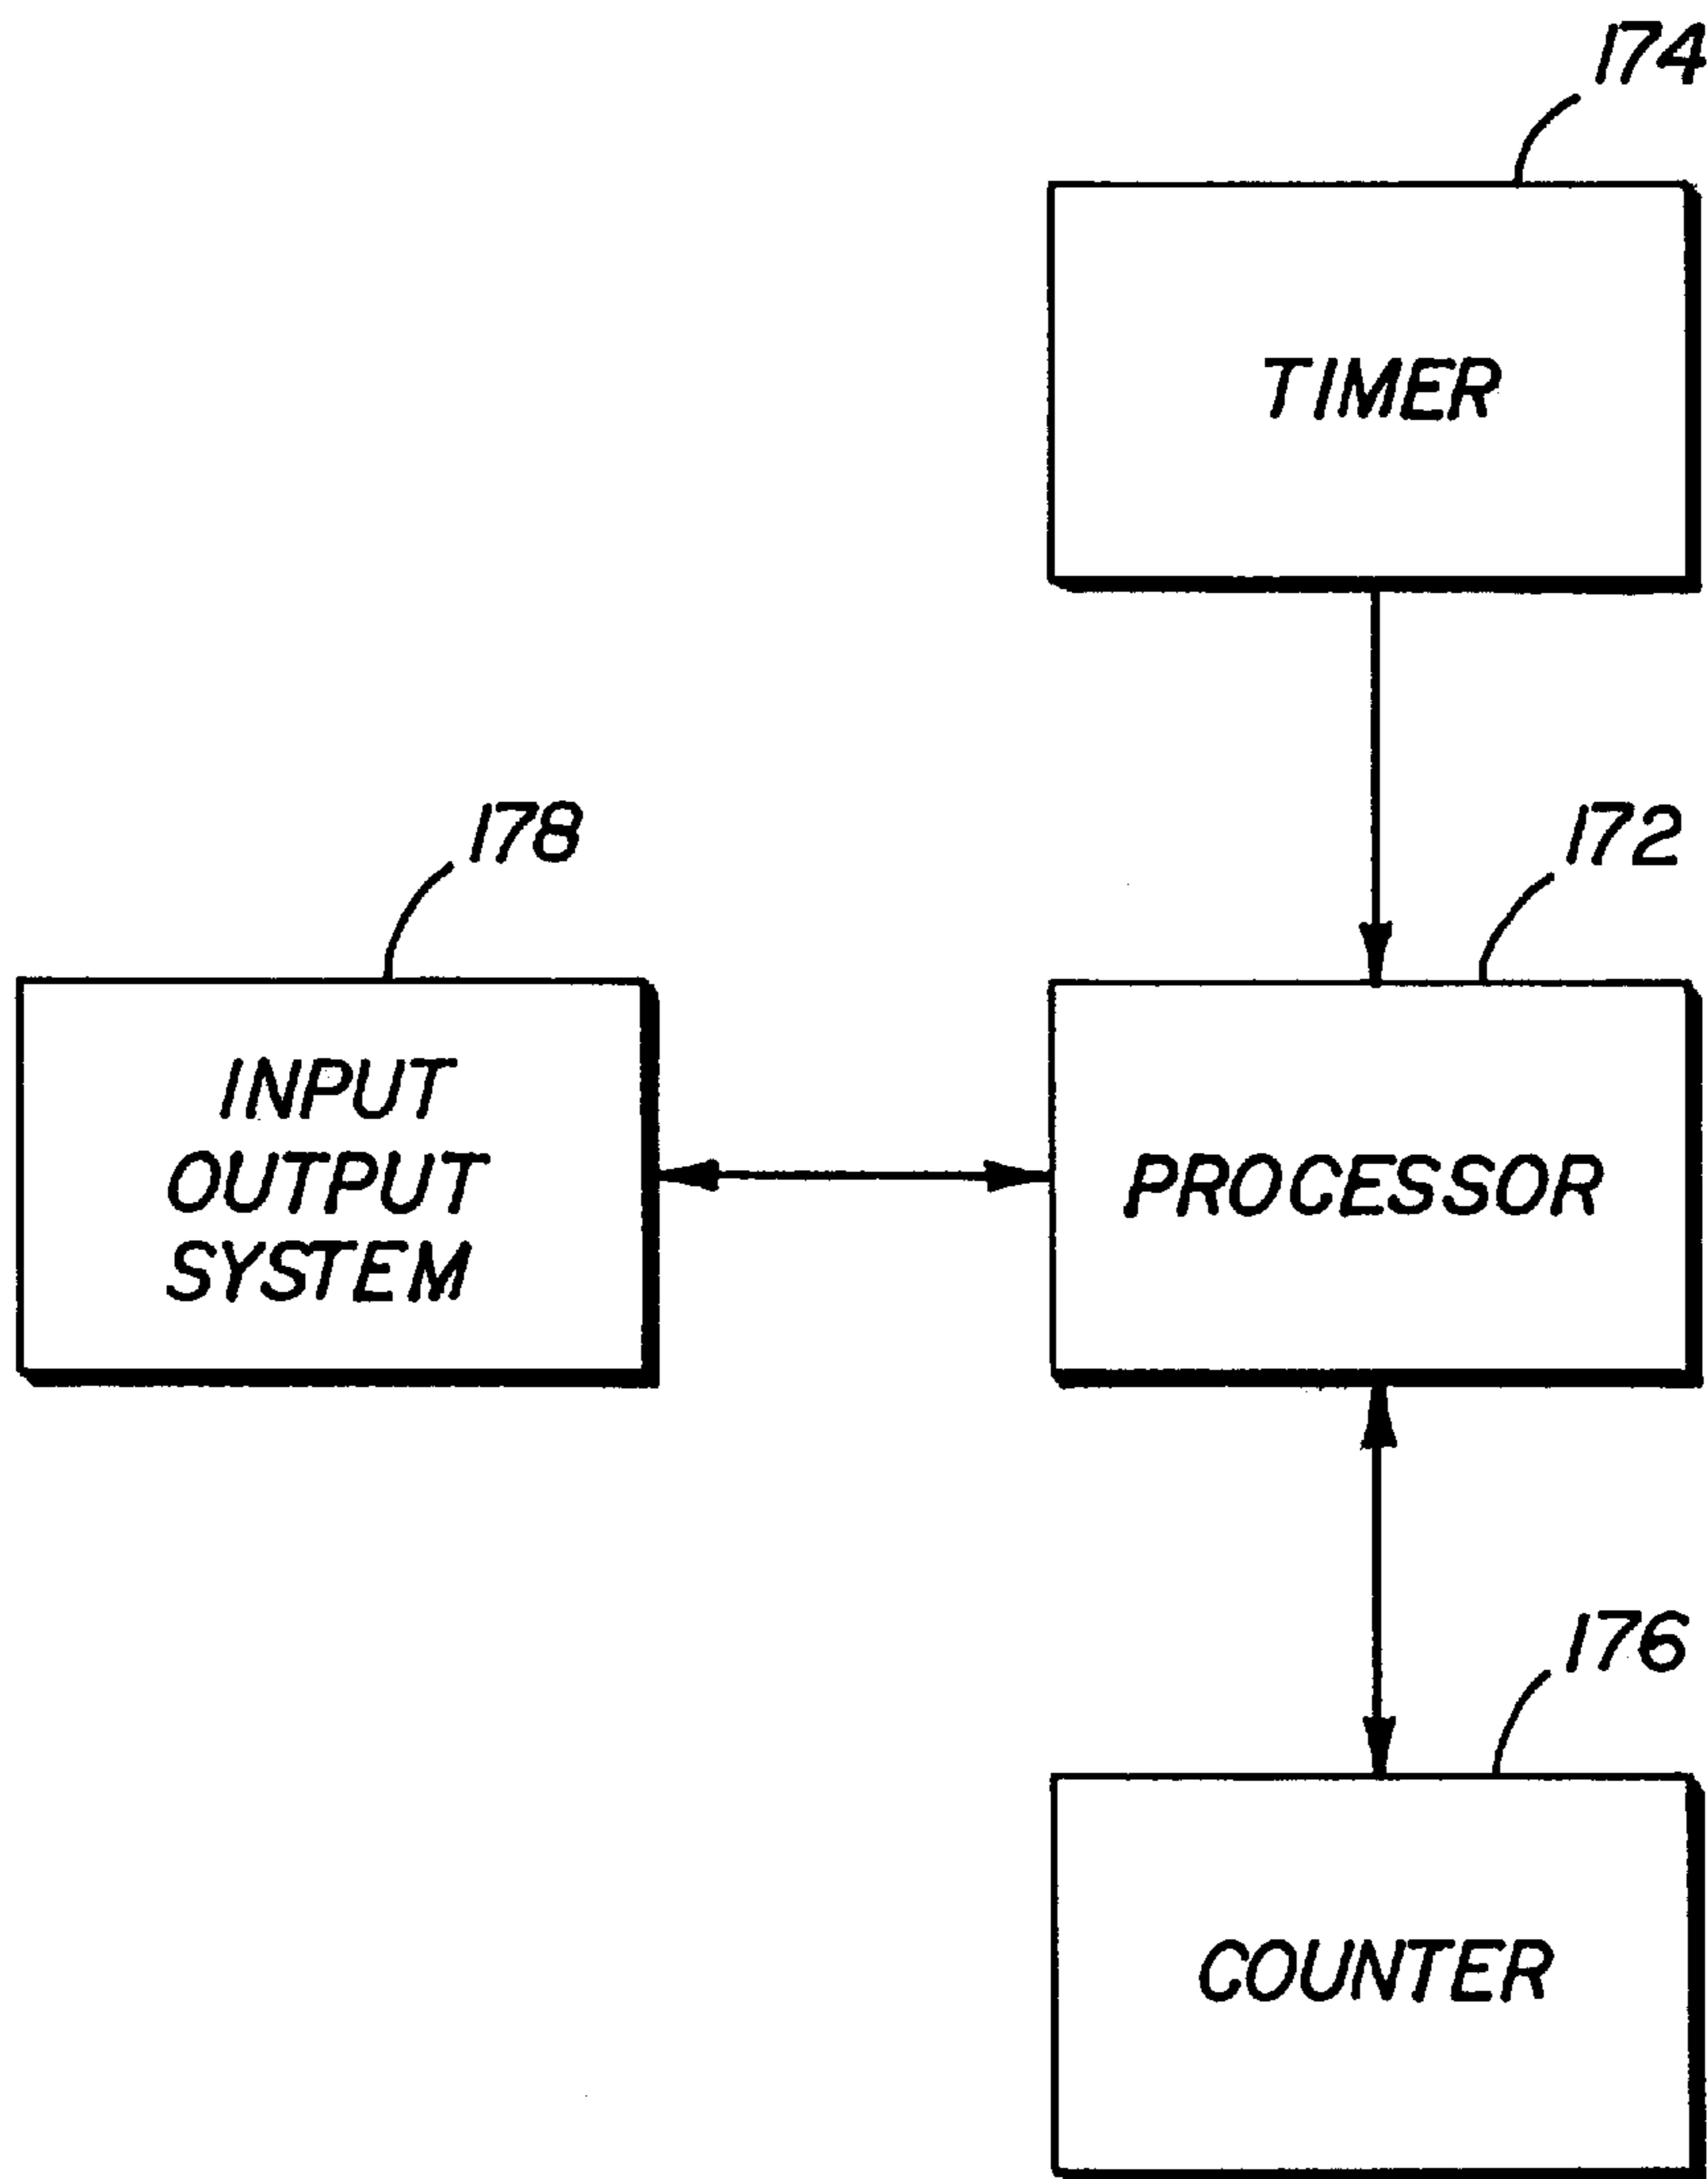 174
TIMER
178
172
INPUT
OUTPUT
SYSTEM
PROCESSOR
176
COUNTER